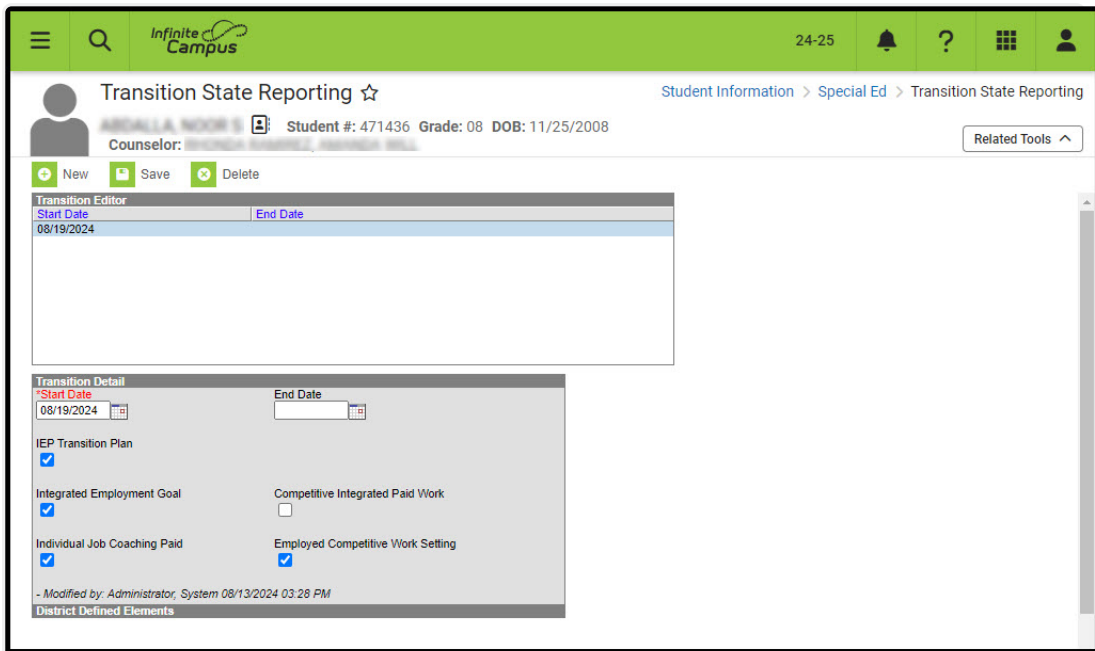 Infinite Campus
24-25
?
Transition State Reporting
Student Information > Special Ed > Transition State Reporting
Student #: 471436 Grade: 08 DOB: 11/25/2008
Counselor:
Related Tools
New Save Delete
Transition Editor
Start Date End Date
08/19/2024
Transition Detail
*Start Date End Date
08/19/2024
IEP Transition Plan
Integrated Employment Goal Competitive Integrated Paid Work
Individual Job Coaching Paid Employed Competitive Work Setting
- Modified by: Administrator, System 08/13/2024 03:28 PM
District Defined Elements